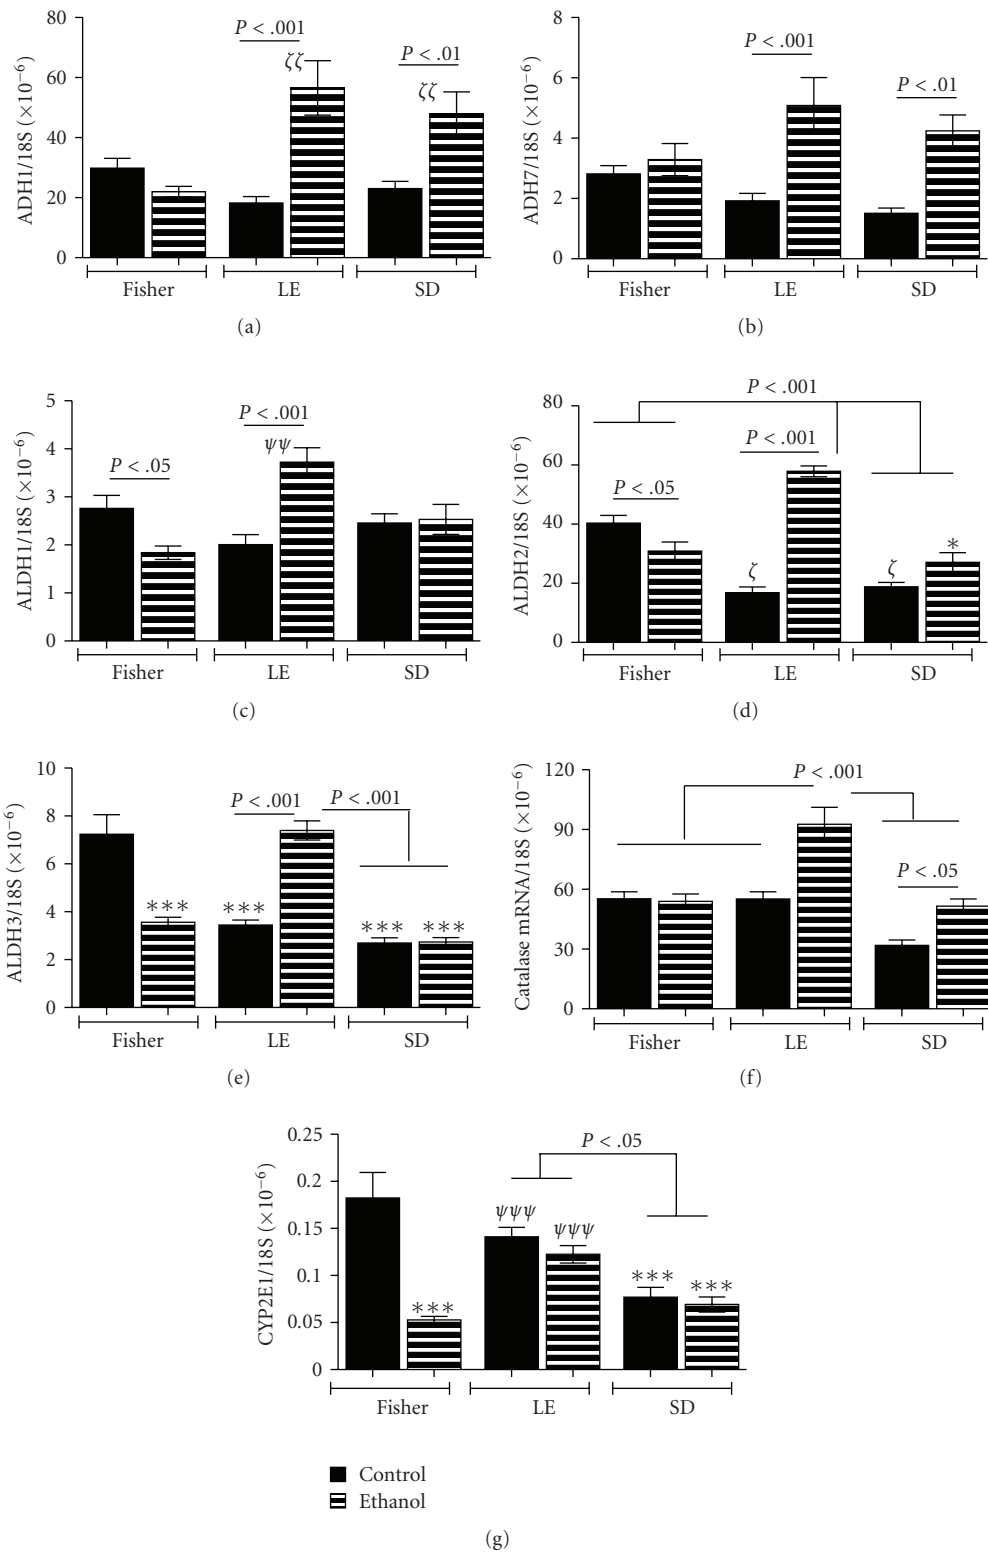 80
60
40
20
0
ADH1/18S (×10−6)
P < .001
ζζ
P < .01
ζζ
Fisher
LE
SD
(a)
8
6
4
2
0
ADH7/18S (×10−6)
P < .001
P < .01
Fisher
LE
SD
(b)
5
4
3
2
1
0
ALDH1/18S (×10−6)
P < .05
P < .001
ψψ
Fisher
LE
SD
(c)
80
60
40
20
0
ALDH2/18S (×10−6)
P < .001
P < .05
P < .001
ζ
ζ
*
Fisher
LE
SD
(d)
10
8
6
4
2
0
ALDH3/18S (×10−6)
P < .001
P < .001
***
***
***
***
Fisher
LE
SD
(e)
120
90
60
30
0
Catalase mRNA/18S (×10−6)
P < .001
P < .05
Fisher
LE
SD
(f)
0.25
0.2
0.15
0.1
0.05
0
CYP2E1/18S (×10−6)
P < .05
***
ψψψ
ψψψ
***
***
Fisher
LE
SD
Control
Ethanol
(g)